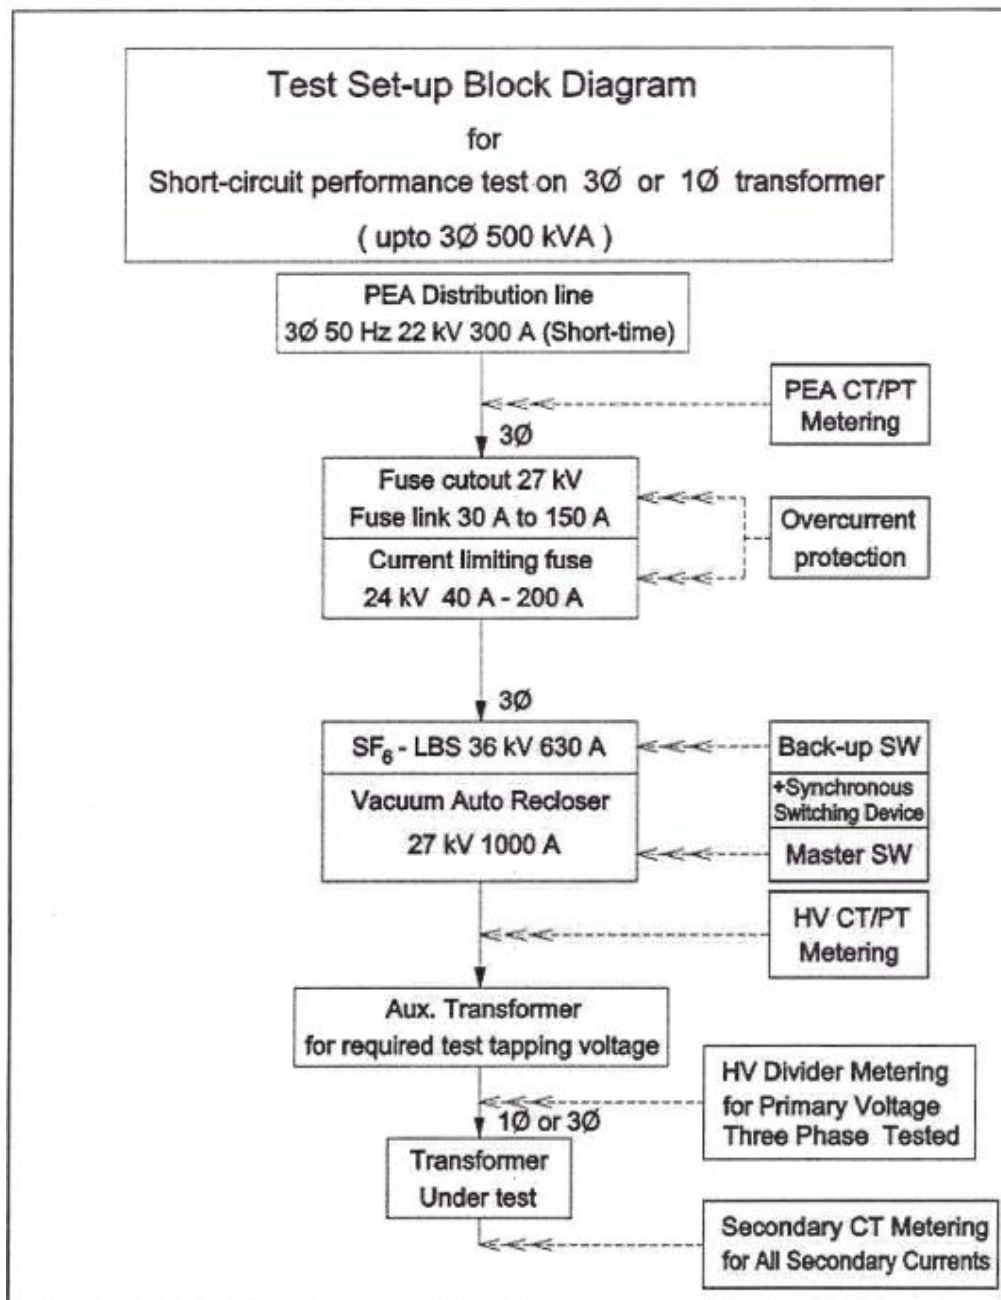 Test Set-up Block Diagram
for
Short-circuit performance test on 3Ø or 1Ø transformer
( upto 3Ø 500 kVA )
PEA Distribution line
3Ø 50 Hz 22 kV 300 A (Short-time)
PEA CT/PT
Metering
3Ø
Fuse cutout 27 kV
Fuse link 30 A to 150 A
Current limiting fuse
24 kV 40 A - 200 A
Overcurrent
protection
3Ø
SF₆ - LBS 36 kV 630 A
Vacuum Auto Recloser
27 kV 1000 A
Back-up SW
+Synchronous
Switching Device
Master SW
HV CT/PT
Metering
Aux. Transformer
for required test tapping voltage
HV Divider Metering
for Primary Voltage
Three Phase Tested
1Ø or 3Ø
Transformer
Under test
Secondary CT Metering
for All Secondary Currents